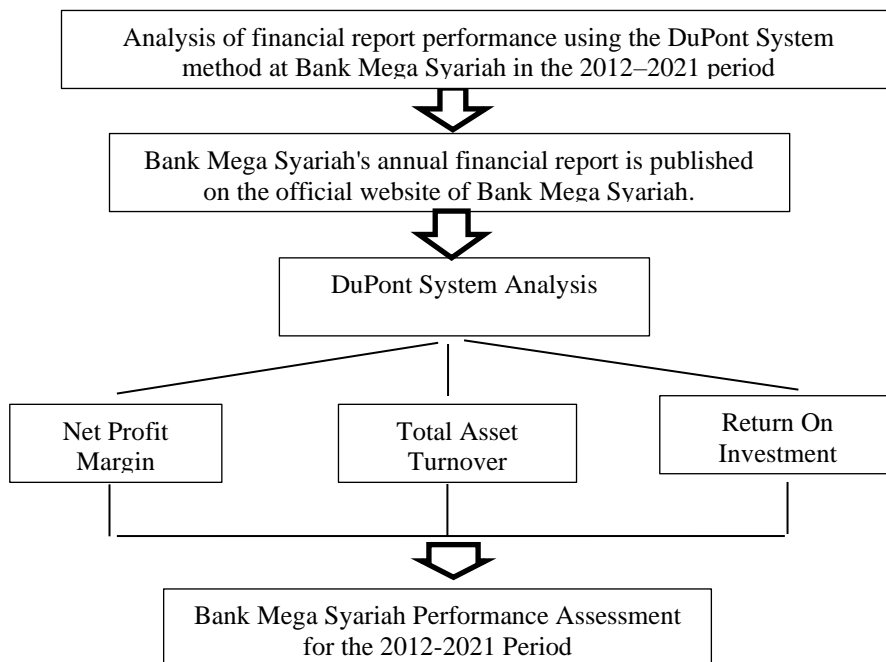 Analysis of financial report performance using the DuPont System
method at Bank Mega Syariah in the 2012–2021 period
Bank Mega Syariah's annual financial report is published
on the official website of Bank Mega Syariah.
DuPont System Analysis
Net Profit
Margin
Total Asset
Turnover
Return On
Investment
Bank Mega Syariah Performance Assessment
for the 2012-2021 Period